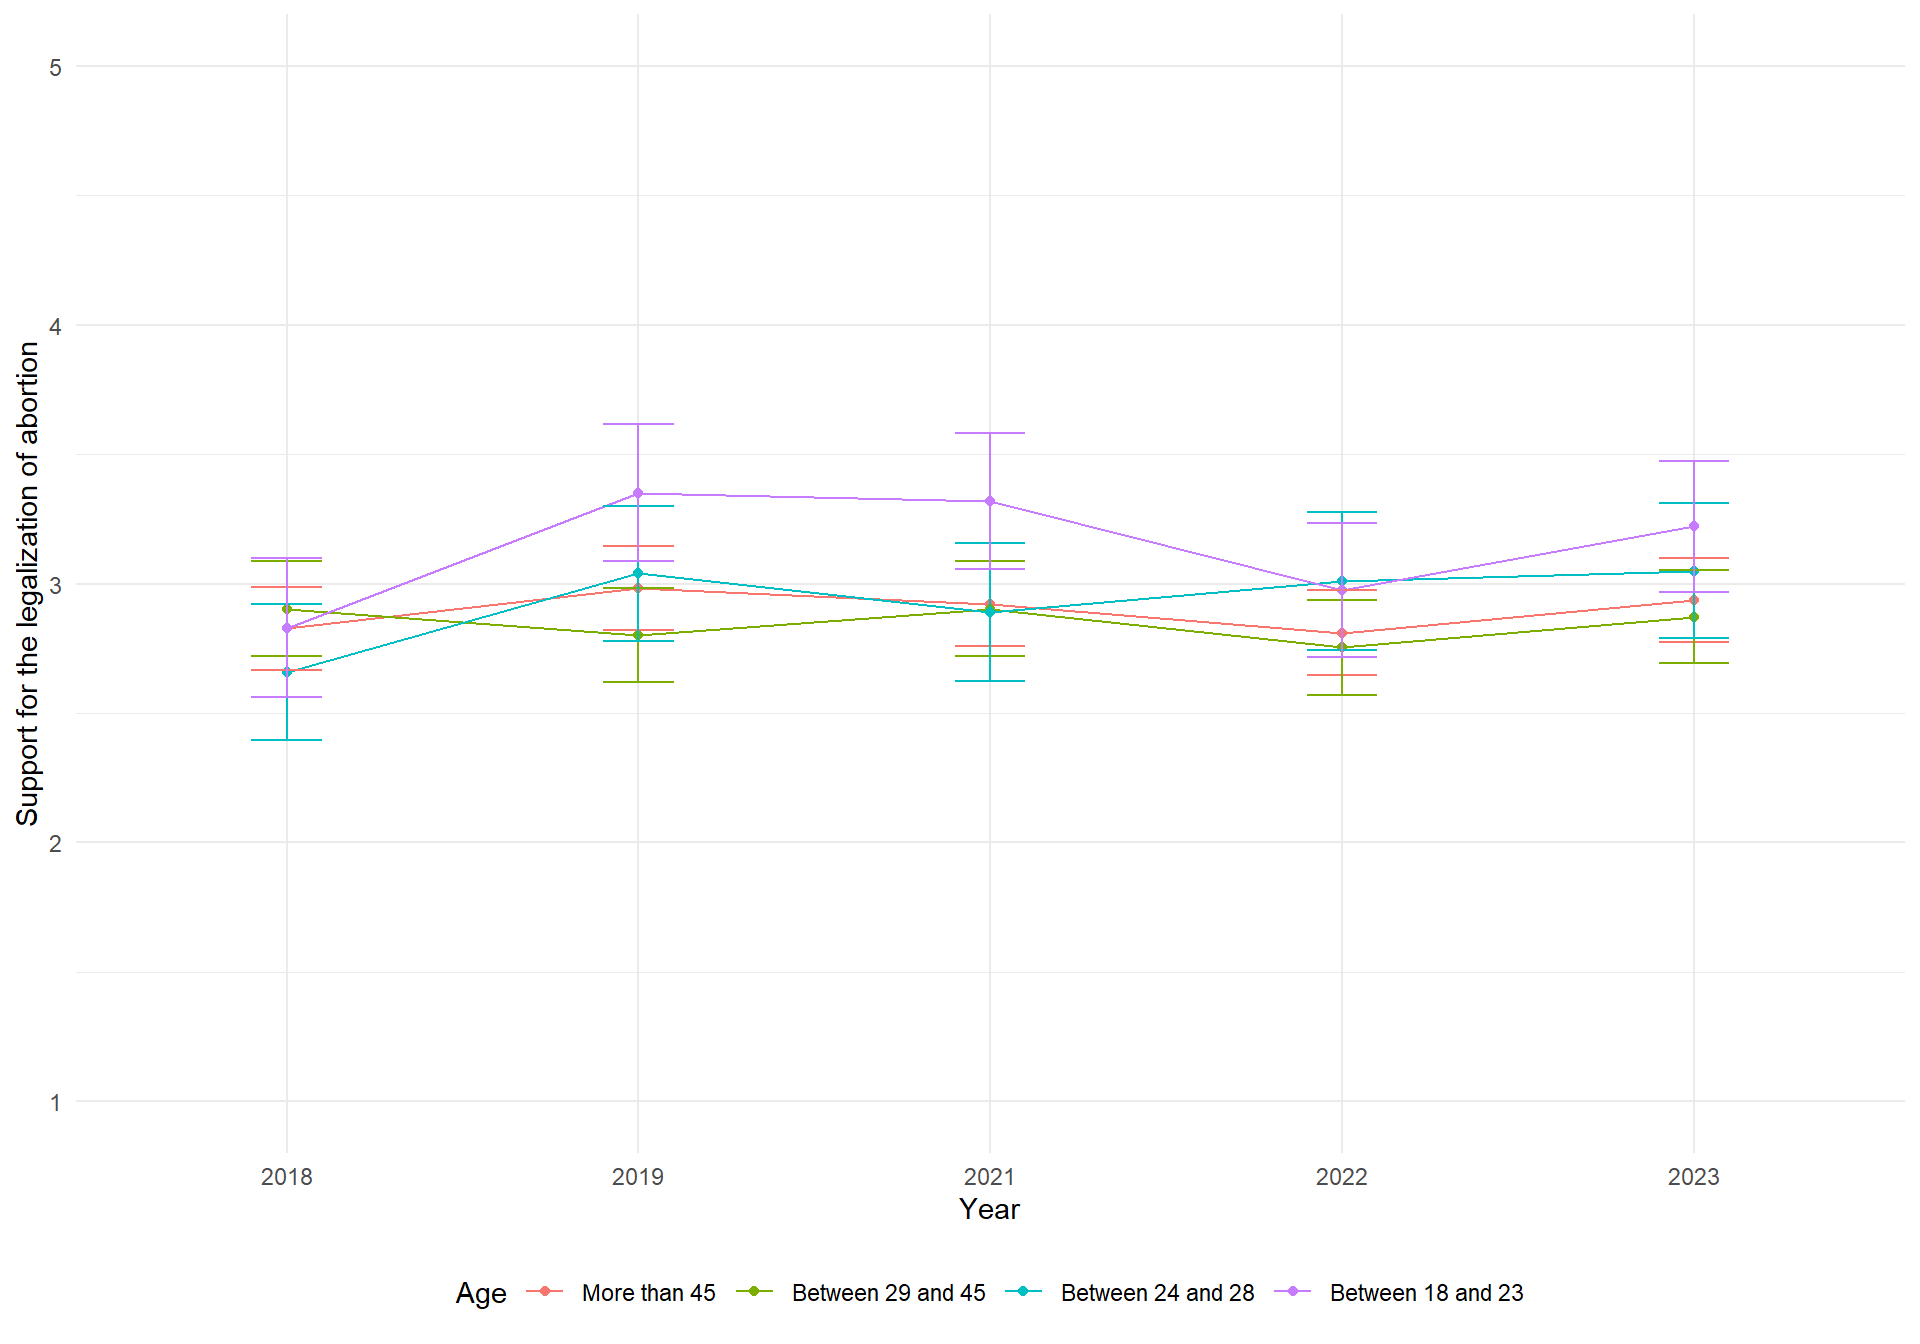 5
4
3
2
1
Support for the legalization of abortion
2018 2019 2021 2022 2023
Year
Age More than 45 Between 29 and 45 Between 24 and 28 Between 18 and 23